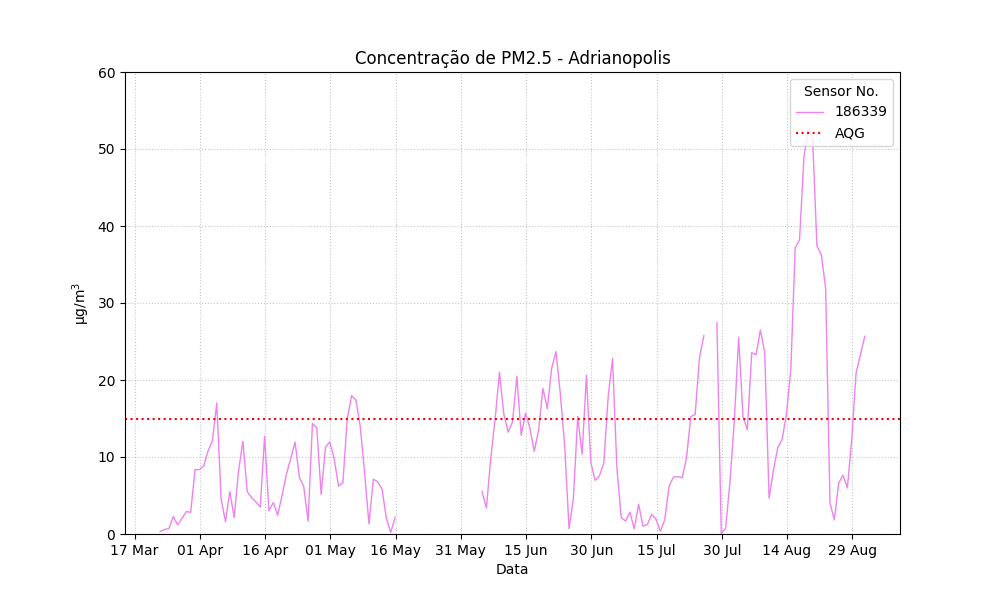 Concentração de PM2.5 - Adrianopolis
Sensor No.
186339
AQG
60
50
40
30
20
10
0
µg/m³
17 Mar 01 Apr 16 Apr 01 May 16 May 31 May 15 Jun 30 Jun 15 Jul 30 Jul 14 Aug 29 Aug
Data